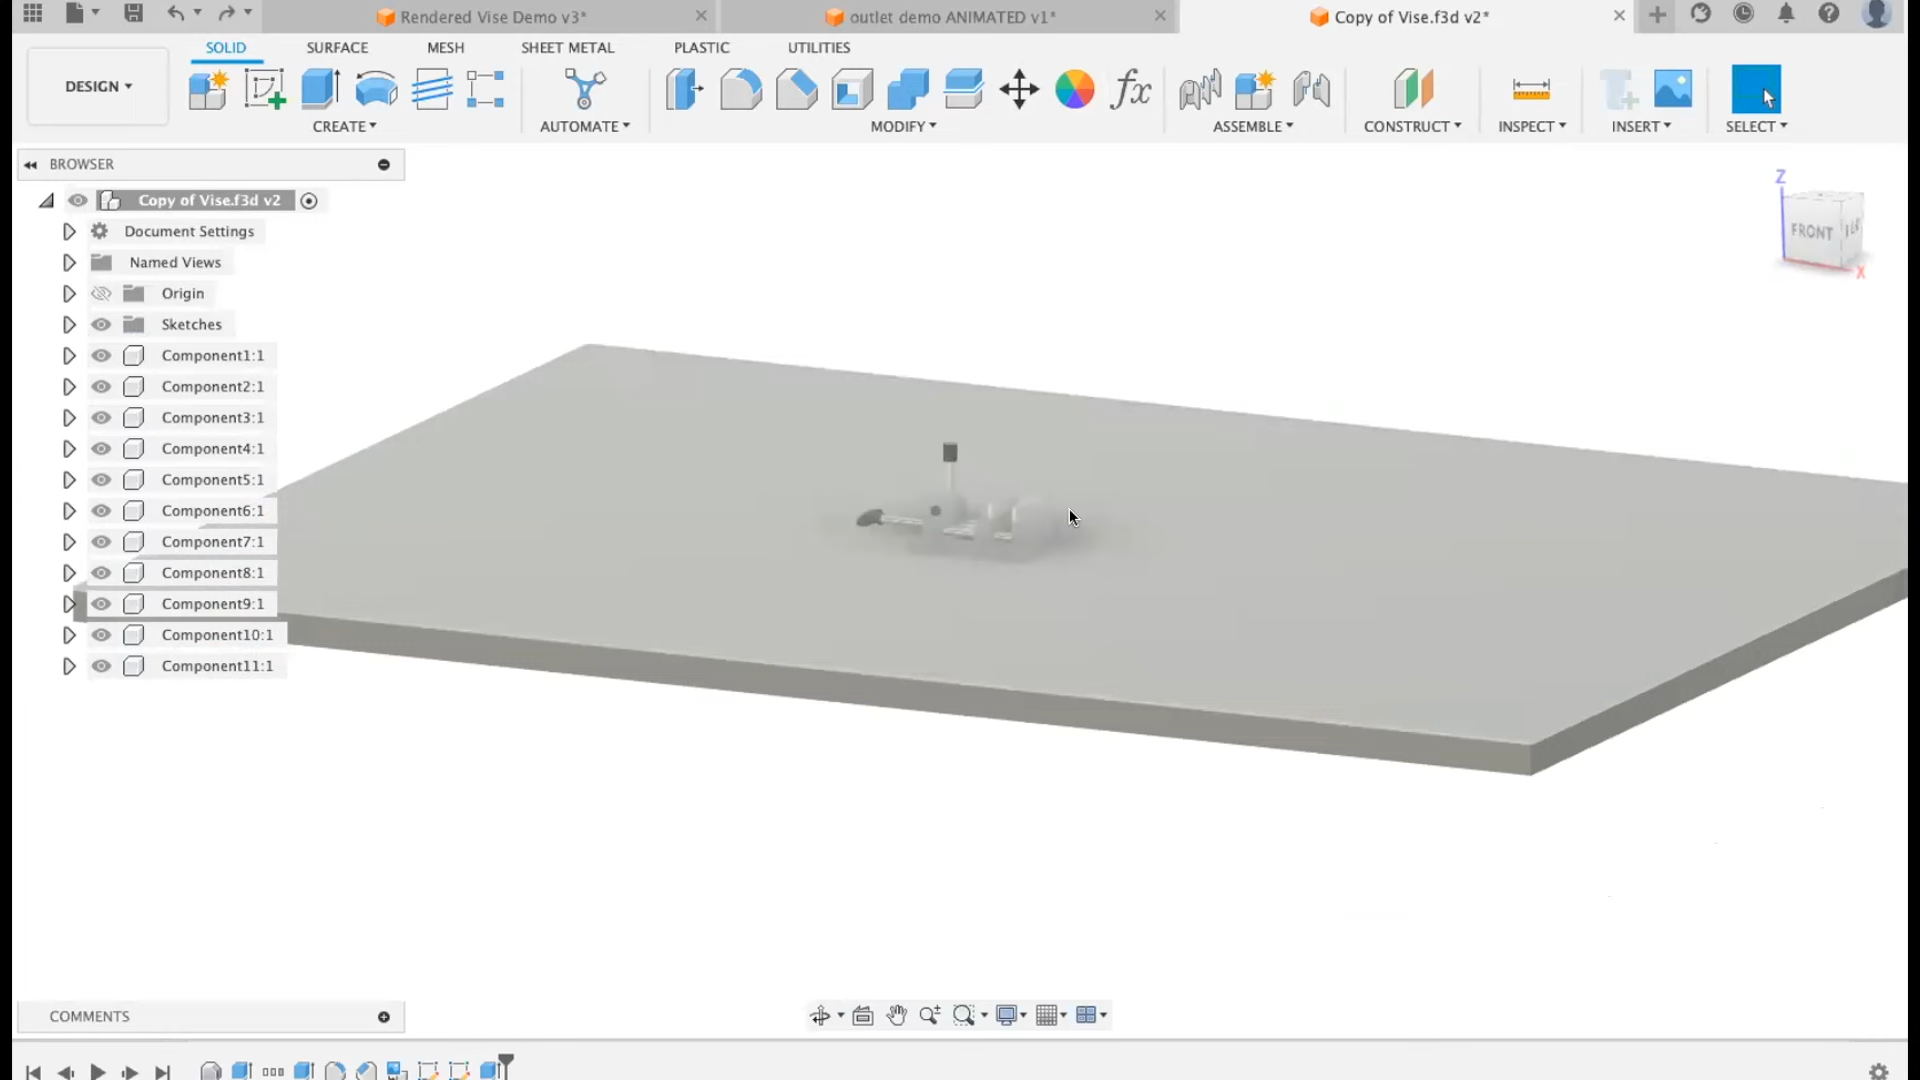 Rendered Vise Demo v3*
outlet demo ANIMATED v1*
Copy of Vise.f3d v2*
DESIGN
SOLID SURFACE MESH SHEET METAL PLASTIC UTILITIES
fx
CREATE AUTOMATE MODIFY ASSEMBLE CONSTRUCT INSPECT INSERT SELECT
BROWSER
Copy of Vise.f3d v2
Document Settings
Named Views
Origin
Sketches
Component1:1
Component2:1
Component3:1
Component4:1
Component5:1
Component6:1
Component7:1
Component8:1
Component9:1
Component10:1
Component11:1
Z
FRONT
X
COMMENTS